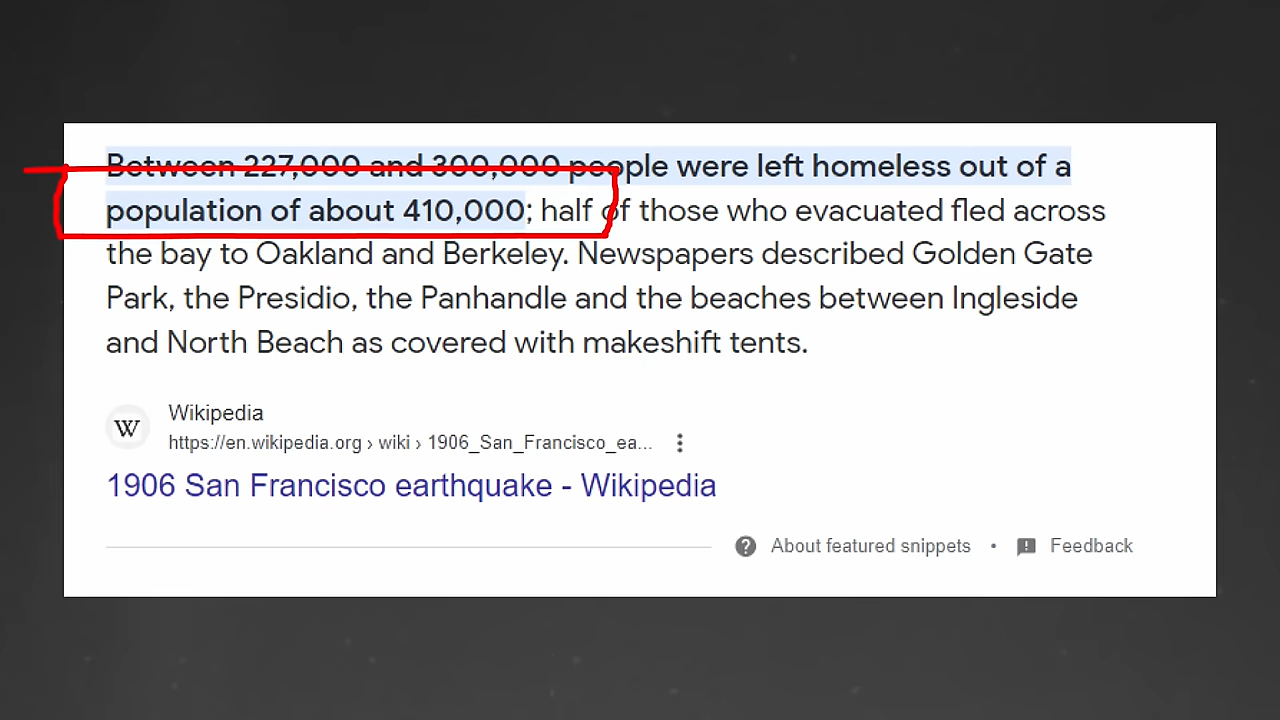 Between 227,000 and 300,000 people were left homeless out of a
population of about 410,000; half of those who evacuated fled across
the bay to Oakland and Berkeley. Newspapers described Golden Gate
Park, the Presidio, the Panhandle and the beaches between Ingleside
and North Beach as covered with makeshift tents.
W
Wikipedia
https://en.wikipedia.org › wiki › 1906_San_Francisco_ea...
1906 San Francisco earthquake - Wikipedia
About featured snippets • Feedback